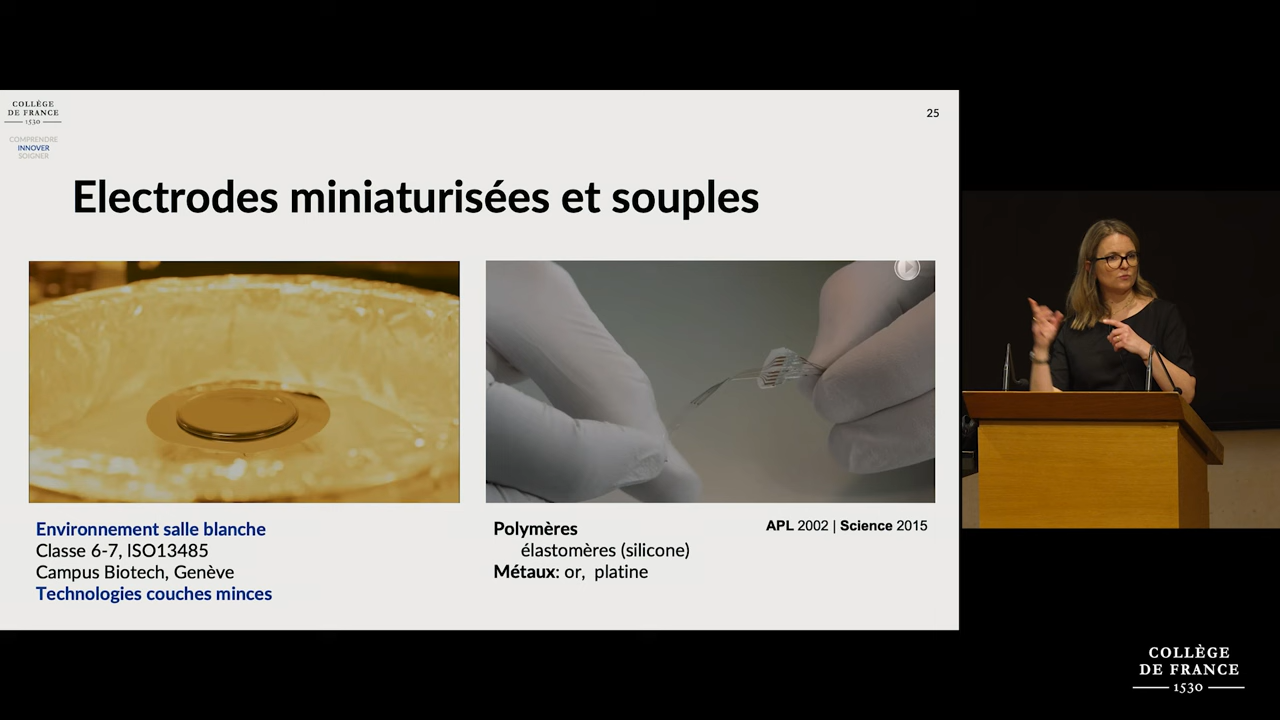 COLLÈGE
DE FRANCE
1530
COMPRENDRE
INNOVER
SOIGNER
25
Electrodes miniaturisées et souples
Environnement salle blanche
Classe 6-7, ISO13485
Campus Biotech, Genève
Technologies couches minces
Polymères
élastomères (silicone)
Métaux: or, platine
APL 2002 | Science 2015
COLLÈGE
DE FRANCE
1530